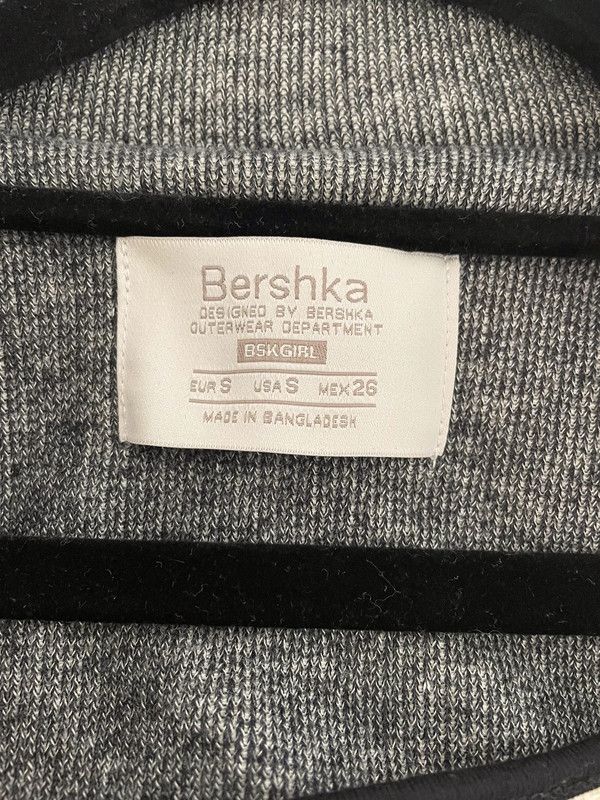 Bershka
DESIGNED BY BERSHKA
OUTERWEAR DEPARTMENT
BSKGIRL
EUR S USA S MEX 26
MADE IN BANGLADESH